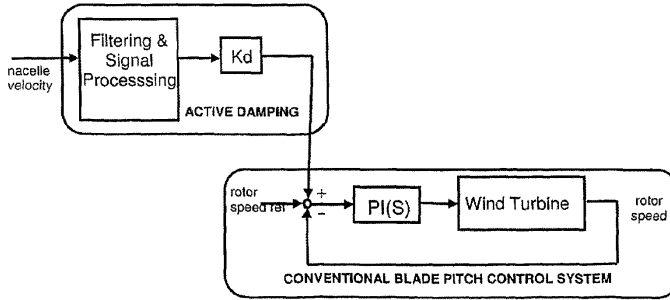 Filtering &
Signal
Processsing
Kd
nacelle
velocity
ACTIVE DAMPING
rotor
speed ref
+
−
PI(S)
Wind Turbine
rotor
speed
CONVENTIONAL BLADE PITCH CONTROL SYSTEM